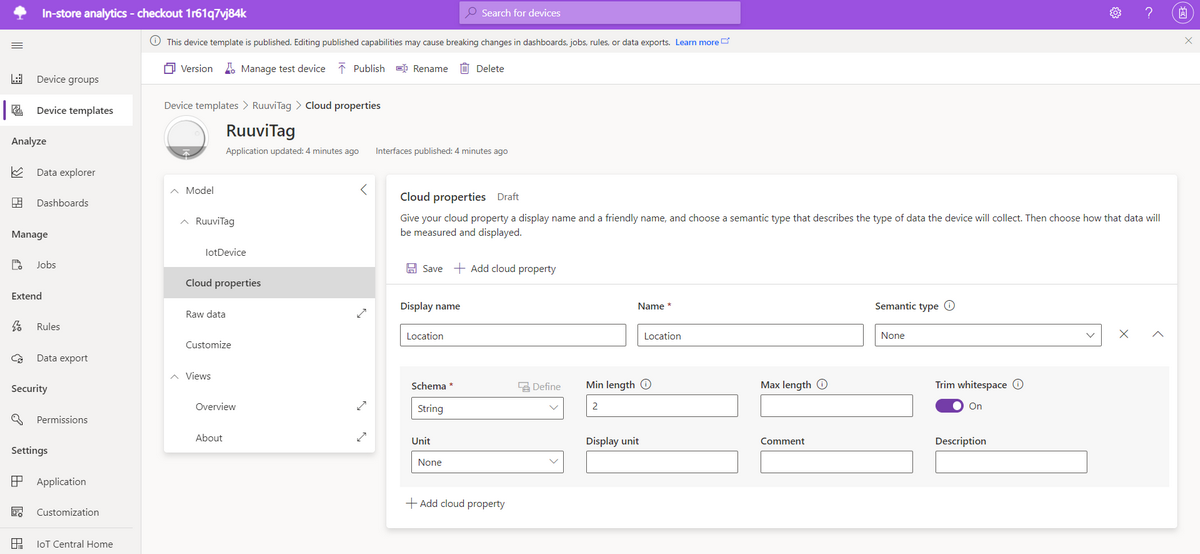 In-store analytics - checkout 1r61q7vj84k
Search for devices
?
This device template is published. Editing published capabilities may cause breaking changes in dashboards, jobs, rules, or data exports. Learn more
Device groups
Device templates
Analyze
Data explorer
Dashboards
Manage
Jobs
Extend
Rules
Data export
Security
Permissions
Settings
Application
Customization
IoT Central Home
Version Manage test device Publish Rename Delete
Device templates > RuuviTag > Cloud properties
RuuviTag
Application updated: 4 minutes ago Interfaces published: 4 minutes ago
Model
RuuviTag
IotDevice
Cloud properties
Raw data
Customize
Views
Overview
About
Cloud properties Draft
Give your cloud property a display name and a friendly name, and choose a semantic type that describes the type of data the device will collect. Then choose how that data will
be measured and displayed.
Save + Add cloud property
Display name Name * Semantic type
Location Location None
Schema * Define Min length Max length Trim whitespace
String 2 On
Unit Display unit Comment Description
None
+ Add cloud property